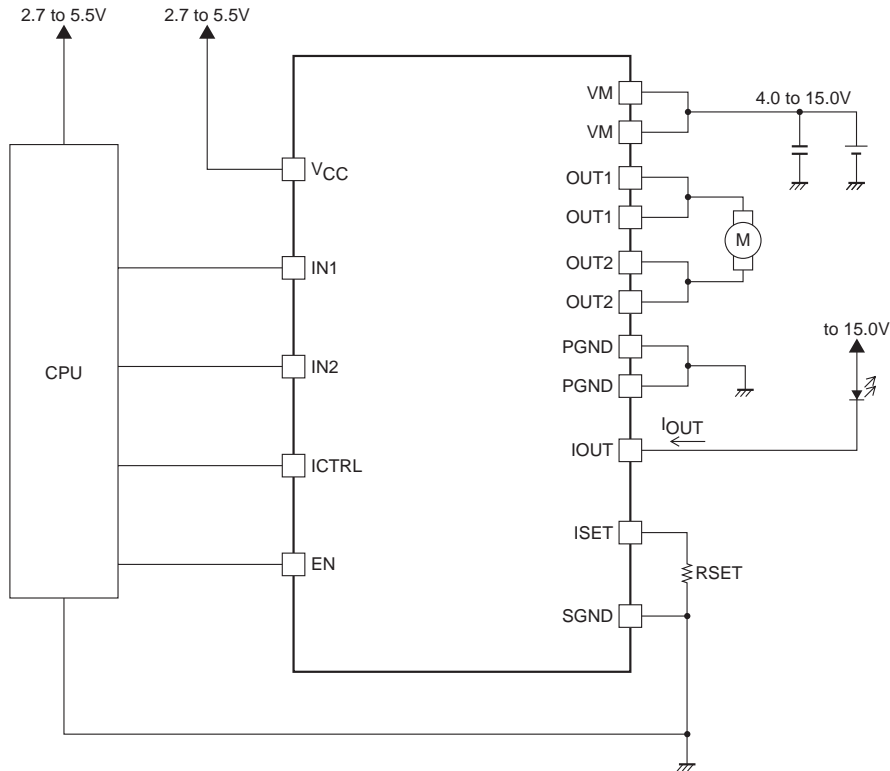 2.7 to 5.5V
2.7 to 5.5V
VM
4.0 to 15.0V
VM
VCC
OUT1
OUT1
M
IN1
OUT2
OUT2
to 15.0V
PGND
CPU
IN2
PGND
IOUT
IOUT
ICTRL
ISET
EN
RSET
SGND